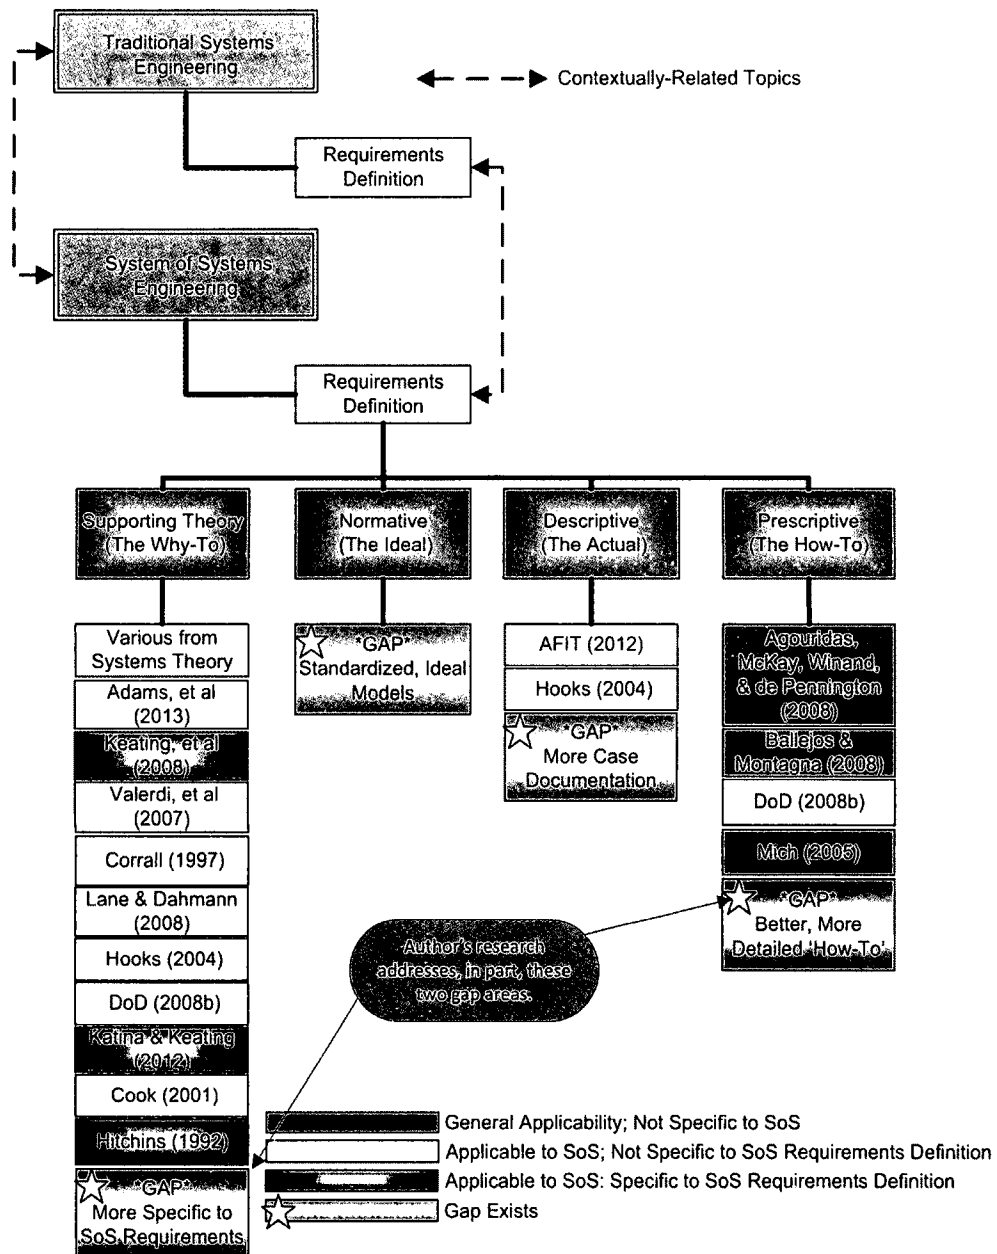 Traditional Systems
Engineering
Contextually-Related Topics
Requirements
Definition
System of Systems
Engineering
Requirements
Definition
Supporting Theory
(The Why-To)
Normative
(The Ideal)
Descriptive
(The Actual)
Prescriptive
(The How-To)
Various from
Systems Theory
Adams, et al
(2013)
Keating, et al
(2008)
Valerdi, et al
(2007)
Corrall (1997)
Lane & Dahmann
(2008)
Hooks (2004)
DoD (2008b)
Katina & Keating
(2012)
Cook (2001)
Hitchins (1992)
*GAP*
More Specific to
SoS Requirements
*GAP*
Standardized, Ideal
Models
AFIT (2012)
Hooks (2004)
*GAP*
More Case
Documentation
Agouridas,
McKay, Winand,
& de Pennington
(2008)
Ballejos &
Montagna (2008)
DoD (2008b)
Mich (2005)
*GAP*
Better, More
Detailed 'How-To'
Author's research
addresses, in part, these
two gap areas.
General Applicability; Not Specific to SoS
Applicable to SoS; Not Specific to SoS Requirements Definition
Applicable to SoS: Specific to SoS Requirements Definition
Gap Exists